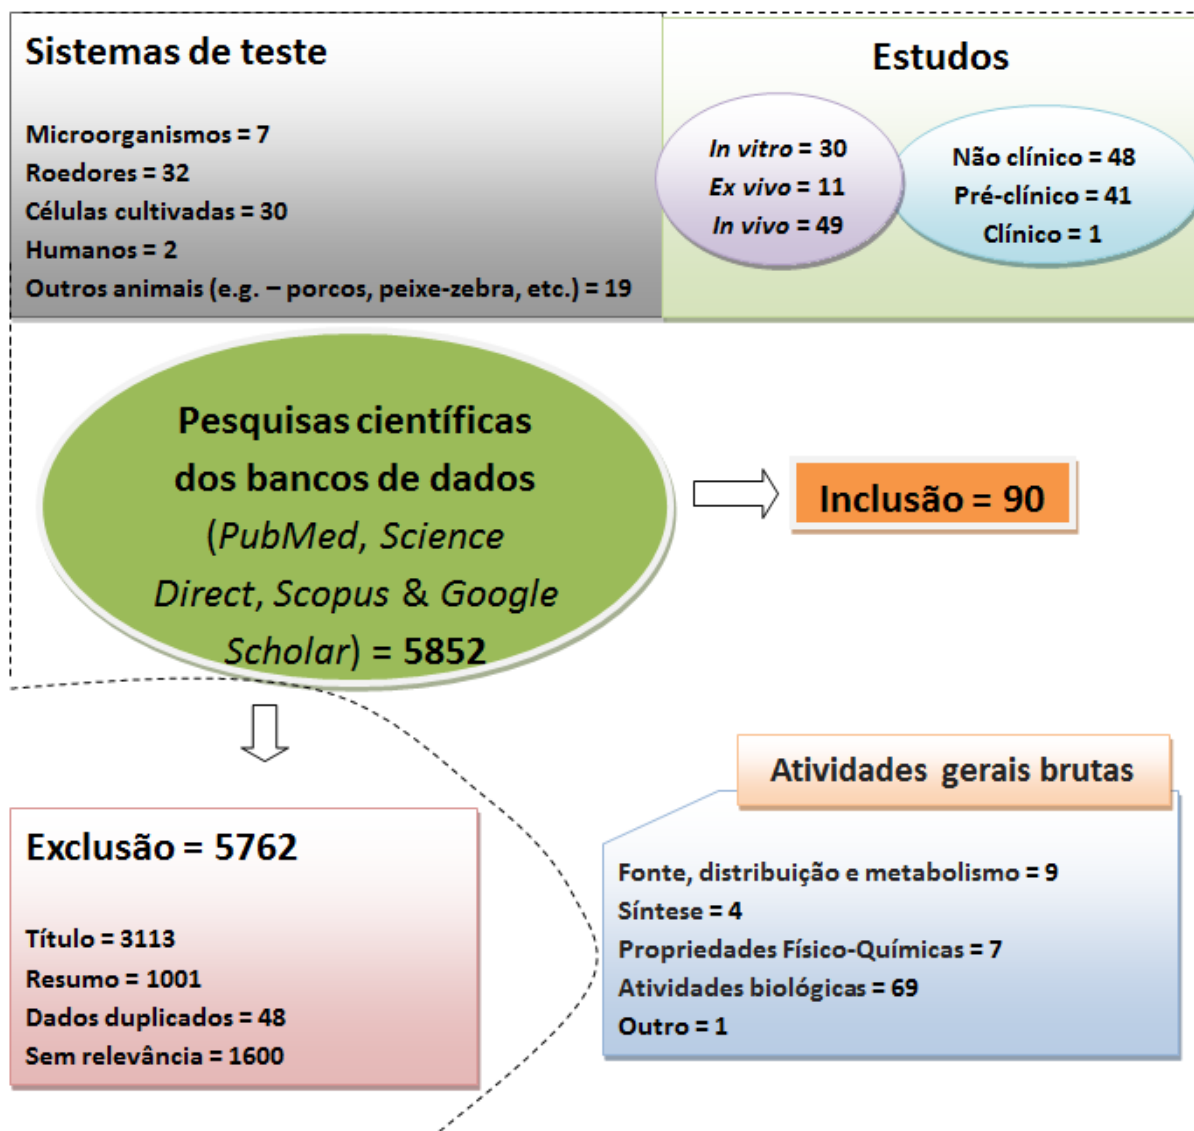 Sistemas de teste
Microorganismos = 7
Roedores = 32
Células cultivadas = 30
Humanos = 2
Outros animais (e.g. – porcos, peixe-zebra, etc.) = 19
Estudos
In vitro = 30
Ex vivo = 11
In vivo = 49
Não clínico = 48
Pré-clínico = 41
Clínico = 1
Pesquisas científicas
dos bancos de dados
(PubMed, Science
Direct, Scopus & Google
Scholar) = 5852
Inclusão = 90
Exclusão = 5762
Título = 3113
Resumo = 1001
Dados duplicados = 48
Sem relevância = 1600
Atividades gerais brutas
Fonte, distribuição e metabolismo = 9
Síntese = 4
Propriedades Físico-Químicas = 7
Atividades biológicas = 69
Outro = 1